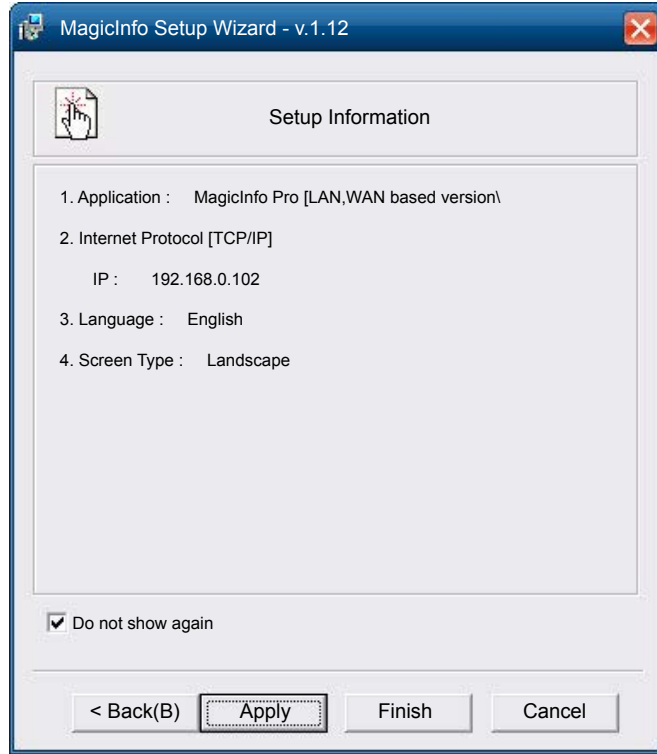 MagicInfo Setup Wizard - v.1.12
Setup Information
1. Application : MagicInfo Pro [LAN,WAN based version\
2. Internet Protocol [TCP/IP]
IP : 192.168.0.102
3. Language : English
4. Screen Type : Landscape
Do not show again
< Back(B) Apply Finish Cancel